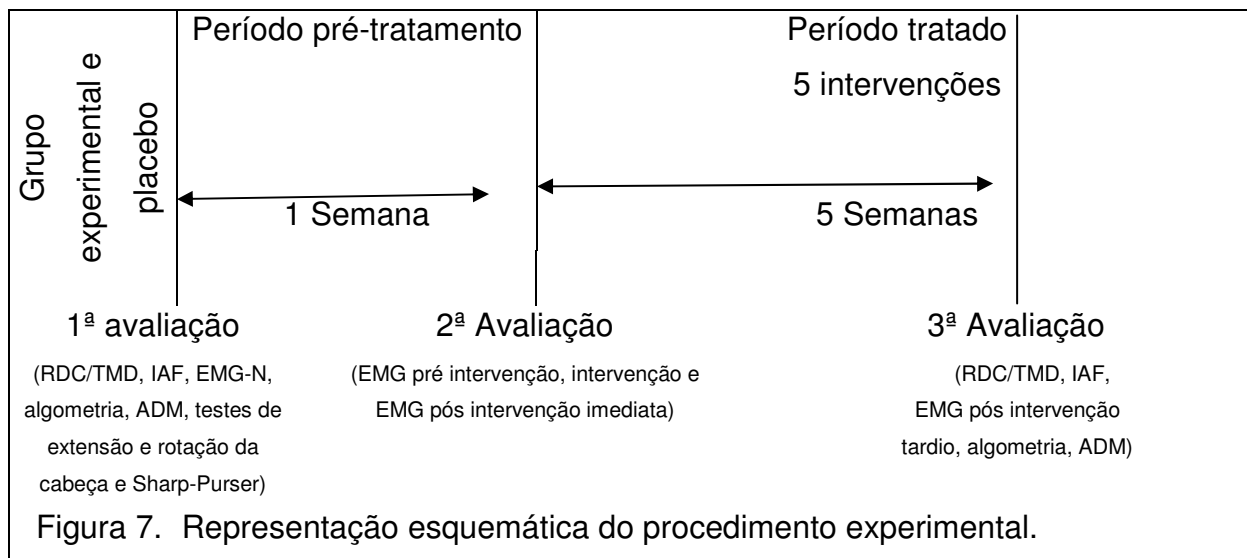 Grupo
experimental e
placebo
Período pré-tratamento
Período tratado
5 intervenções
1 Semana
5 Semanas
1ª avaliação
(RDC/TMD, IAF, EMG-N,
algometria, ADM, testes de
extensão e rotação da
cabeça e Sharp-Purser)
2ª Avaliação
(EMG pré intervenção, intervenção e
EMG pós intervenção imediata)
3ª Avaliação
(RDC/TMD, IAF,
EMG pós intervenção
tardio, algometria, ADM)
Figura 7. Representação esquemática do procedimento experimental.